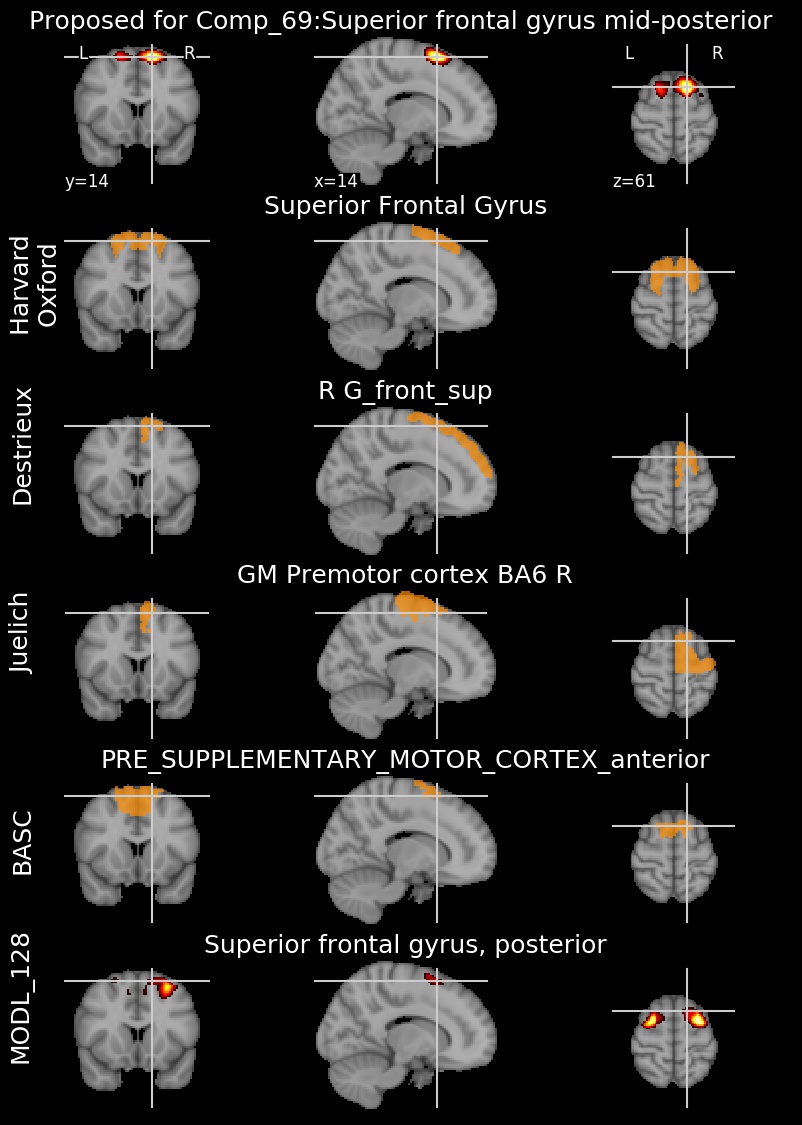 Proposed for Comp_69:Superior frontal gyrus mid-posterior
L R
L R
y=14
x=14
z=61
Superior Frontal Gyrus
Harvard
Oxford
R G_front_sup
Destrieux
GM Premotor cortex BA6 R
Juelich
PRE_SUPPLEMENTARY_MOTOR_CORTEX_anterior
BASC
Superior frontal gyrus, posterior
MODL_128